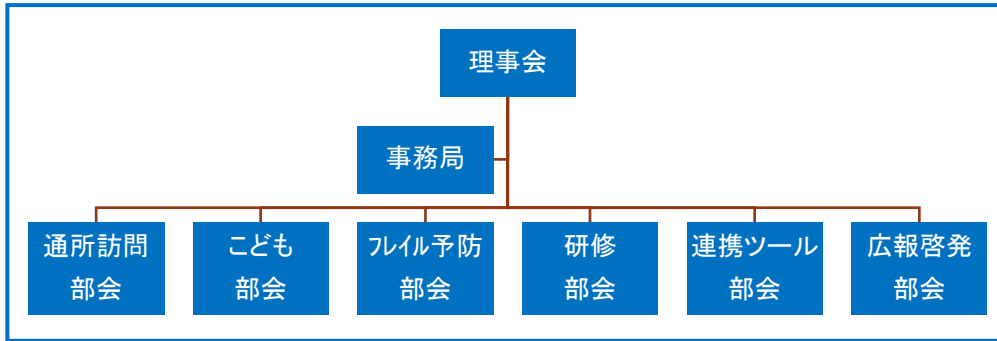 理事会
事務局
通所訪問
部会
こども
部会
フレイル予防
部会
研修
部会
連携ツール
部会
広報啓発
部会